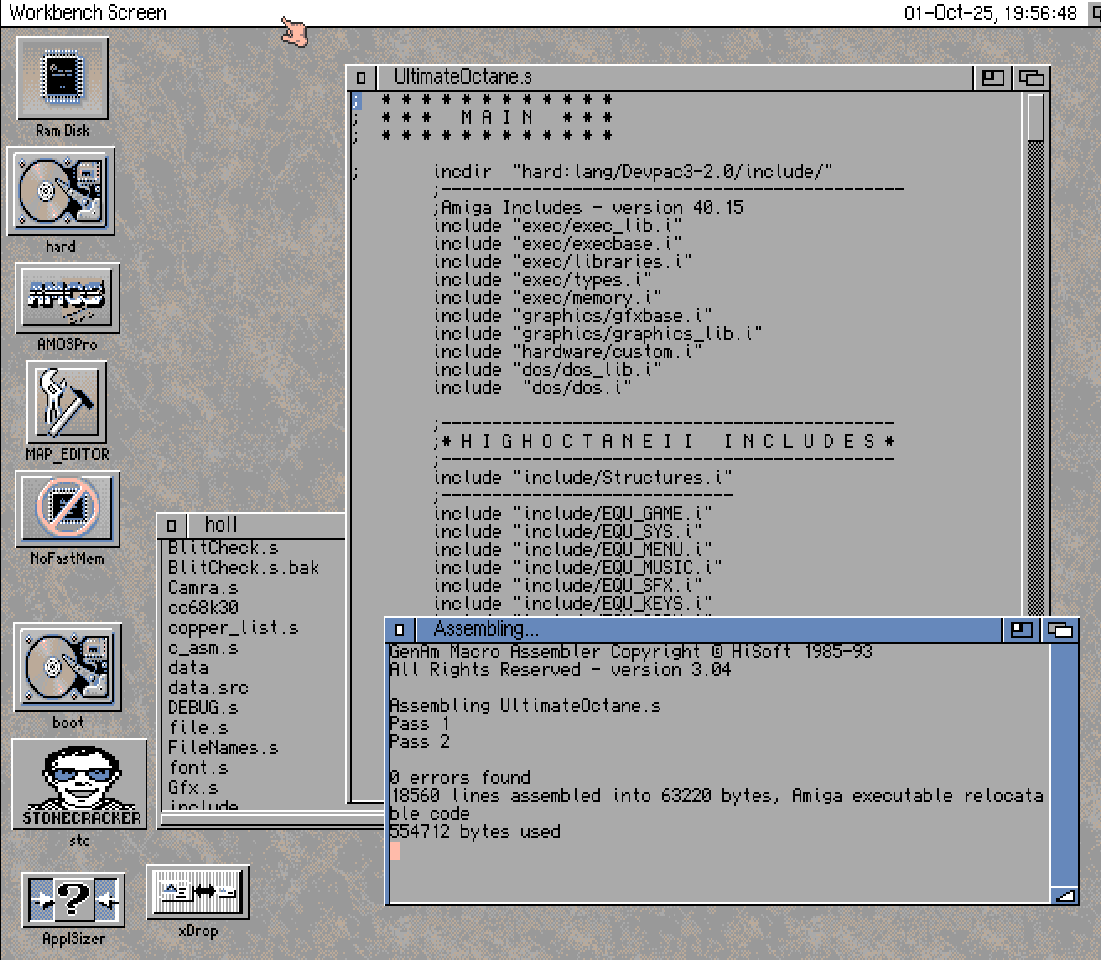 Workbench Screen
01-Oct-25, 19:56:48
Ram Disk
hard
AMOS
AMOSPro
MAP_EDITOR
NoFastMem
boot
STONECRACKER
stc
?
ApplSizer
xDrop
UltimateOctane.s
; * * * * * * * * * * * *
; * * * M A I N * * *
; * * * * * * * * * * * *
; incdir "hard:lang/Devpac3-2.0/include/"
;-----------------------------------------------
;Amiga Includes - version 40.15
include "exec/exec_lib.i"
include "exec/execbase.i"
include "exec/libraries.i"
include "exec/types.i"
include "exec/memory.i"
include "graphics/gfxbase.i"
include "graphics/graphics_lib.i"
include "hardware/custom.i"
include "dos/dos_lib.i"
include  "dos/dos.i"
;----------------------------------------------
;* H I G H O C T A N E I I   I N C L U D E S *
;----------------------------------------------
include "include/Structures.i"
;------------------------------
include "include/EQU_GAME.i"
include "include/EQU_SYS.i"
include "include/EQU_MENU.i"
include "include/EQU_MUSIC.i"
include "include/EQU_SFX.i"
include "include/EQU_KEYS.i"
holl
BlitCheck.s
BlitCheck.s.bak
Camra.s
cc68k30
copper_list.s
c_asm.s
data
data.src
DEBUG.s
file.s
FileNames.s
font.s
Gfx.s
include
Assembling...
GenAm Macro Assembler Copyright © HiSoft 1985-93
All Rights Reserved - version 3.04
Assembling UltimateOctane.s
Pass 1
Pass 2
0 errors found
18560 lines assembled into 63220 bytes, Amiga executable relocata
ble code
554712 bytes used